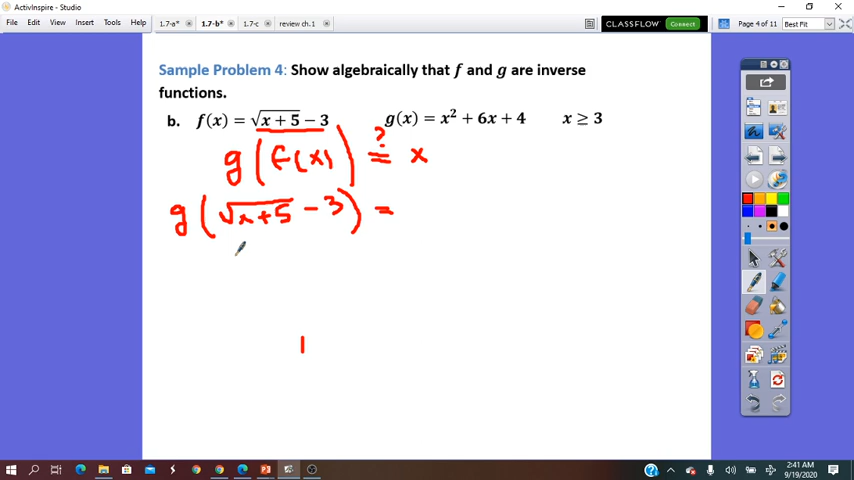 ActivInspire - Studio
File Edit View Insert Tools Help
1.7-a* 1.7-b* 1.7-c review ch.1
CLASSFLOW Connect
Page 4 of 11 Best Fit
Sample Problem 4: Show algebraically that f and g are inverse
functions.
b. f(x) = √x + 5 − 3 g(x) = x² + 6x + 4 x ≥ 3
g(f(x)) ?= x
g(√x+5 − 3) =
2:41 AM
9/19/2020